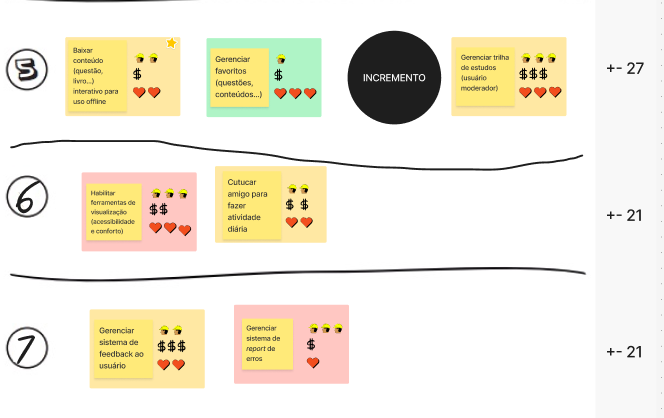 5
Baixar
conteúdo
(questão,
livro...)
interativo para
uso offline
$
Gerenciar
favoritos
(questões,
conteúdos...)
$
INCREMENTO
Gerenciar trilha
de estudos
(usuário
moderador)
$$$
+- 27
6
Habilitar
ferramentas de
visualização
(acessibilidade
e conforto)
$$
Cutucar
amigo para
fazer
atividade
diária
$ $
+- 21
7
Gerenciar
sistema de
feedback ao
usuário
$$$
Gerenciar
sistema de
report de
erros
$
+- 21